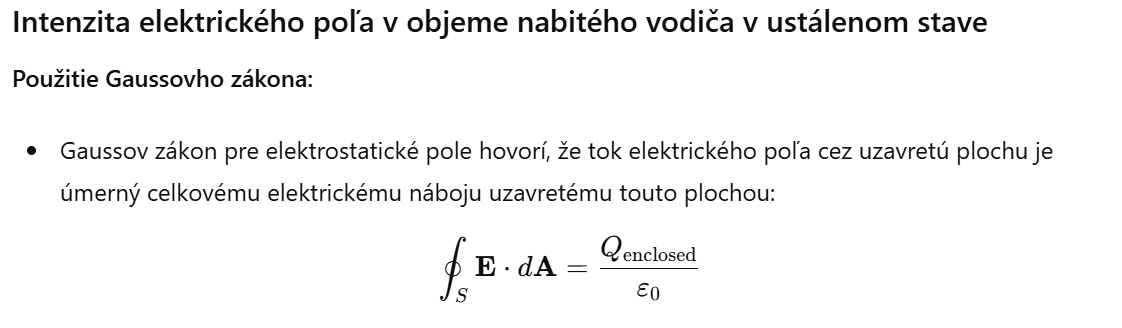 Intenzita elektrického poľa v objeme nabitého vodiča v ustálenom stave
Použitie Gaussovho zákona:
• Gaussov zákon pre elektrostatické pole hovorí, že tok elektrického poľa cez uzavretú plochu je
úmerný celkovému elektrickému náboju uzavretému touto plochou:
∮_S E · dA = Q_enclosed / ε₀